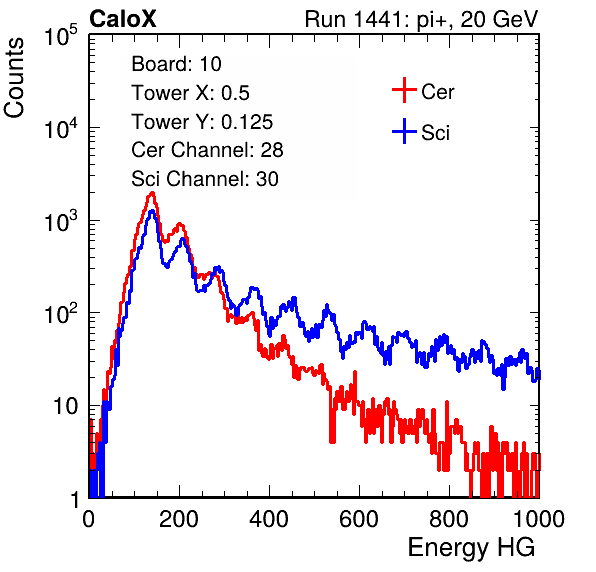 CaloX Run 1441: pi+, 20 GeV
Counts
10^5
10^4
10^3
10^2
10
1
Board: 10
Tower X: 0.5
Tower Y: 0.125
Cer Channel: 28
Sci Channel: 30
Cer
Sci
0 200 400 600 800 1000
Energy HG